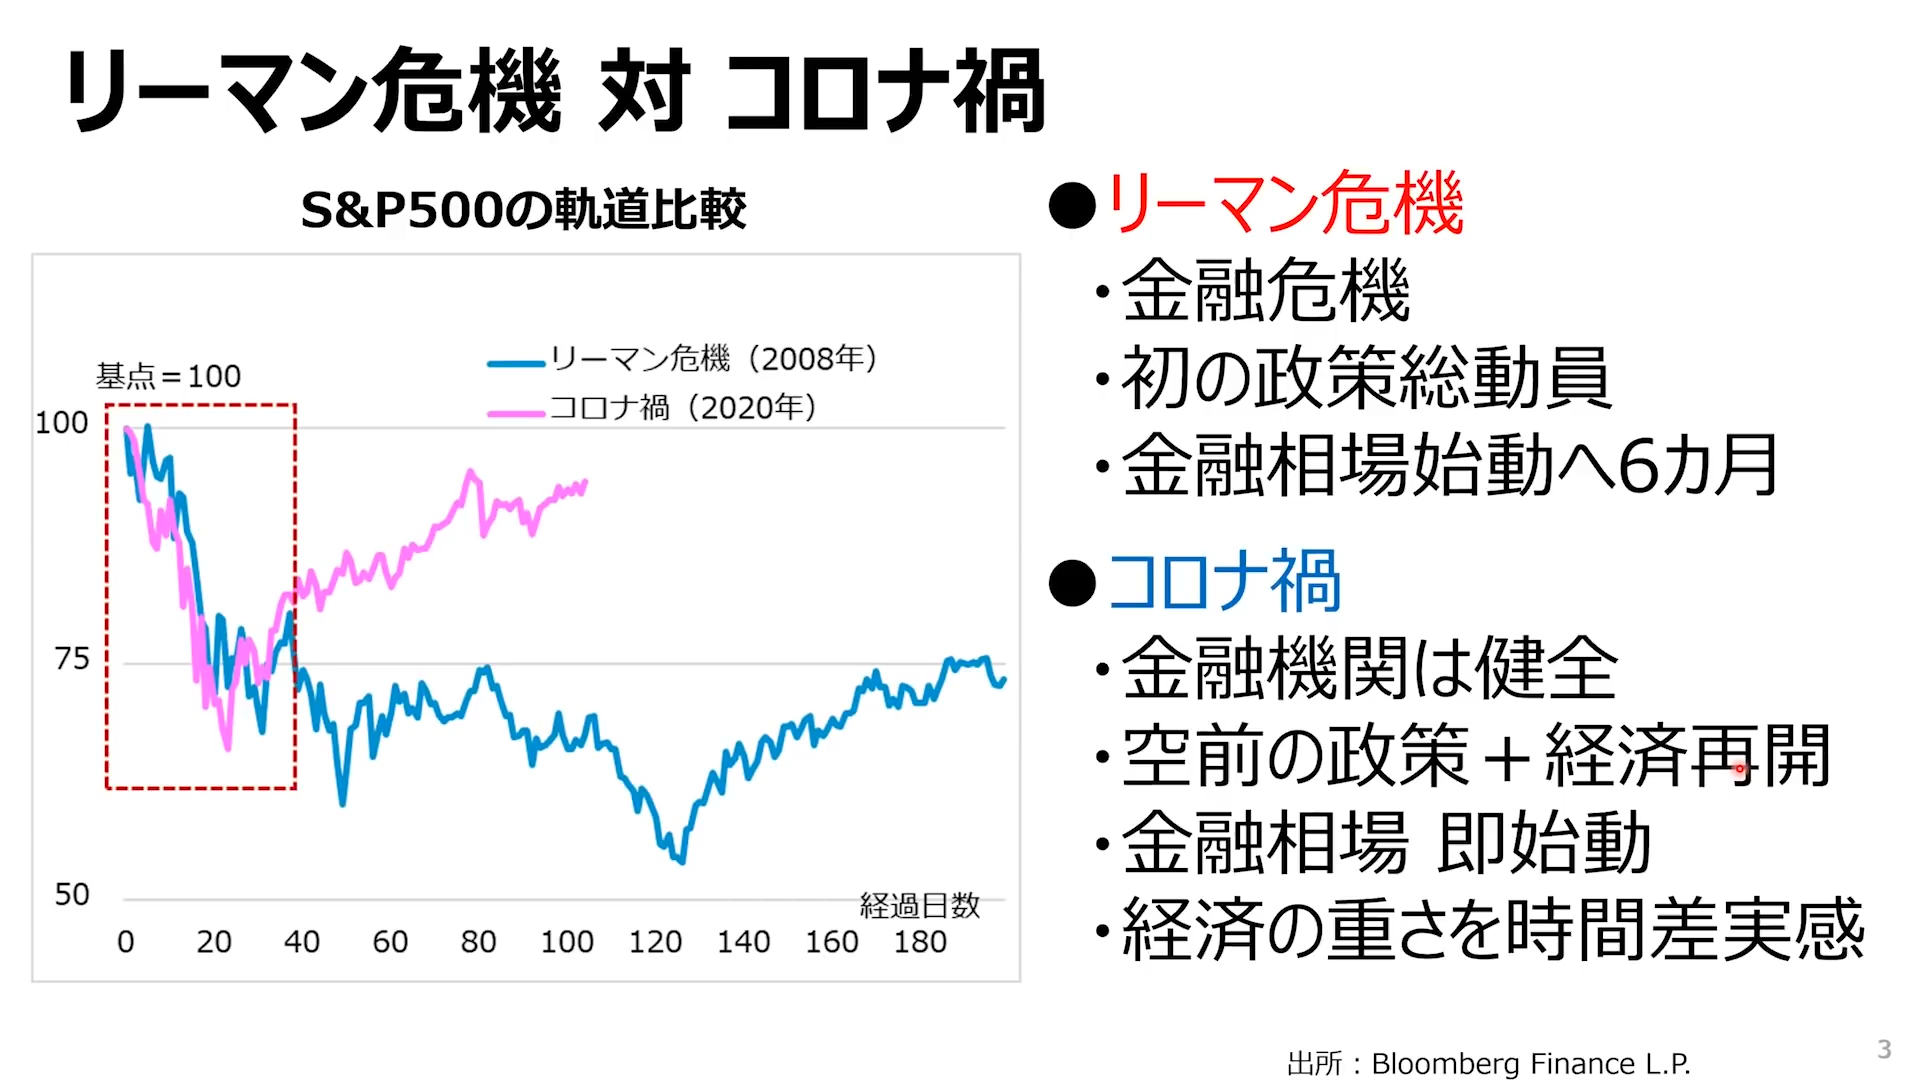 リーマン危機 対 コロナ禍
S&P500の軌道比較
基点＝100
リーマン危機（2008年）
コロナ禍（2020年）
100
75
50
経過日数
0 20 40 60 80 100 120 140 160 180
●リーマン危機
・金融危機
・初の政策総動員
・金融相場始動へ6カ月
●コロナ禍
・金融機関は健全
・空前の政策＋経済再開
・金融相場 即始動
・経済の重さを時間差実感
出所：Bloomberg Finance L.P.
3